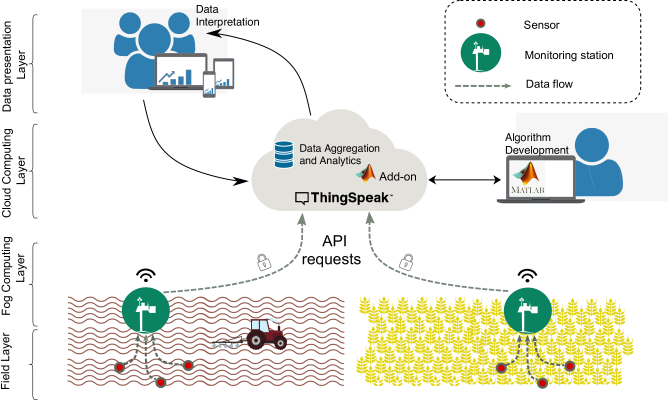 Data
Interpretation
Sensor
Monitoring station
Data flow
Data presentation
Layer
Cloud Computing
Layer
Data Aggregation
and Analytics
Add-on
ThingSpeak™
Algorithm
Development
MATLAB
API
requests
Fog Computing
Layer
Field Layer